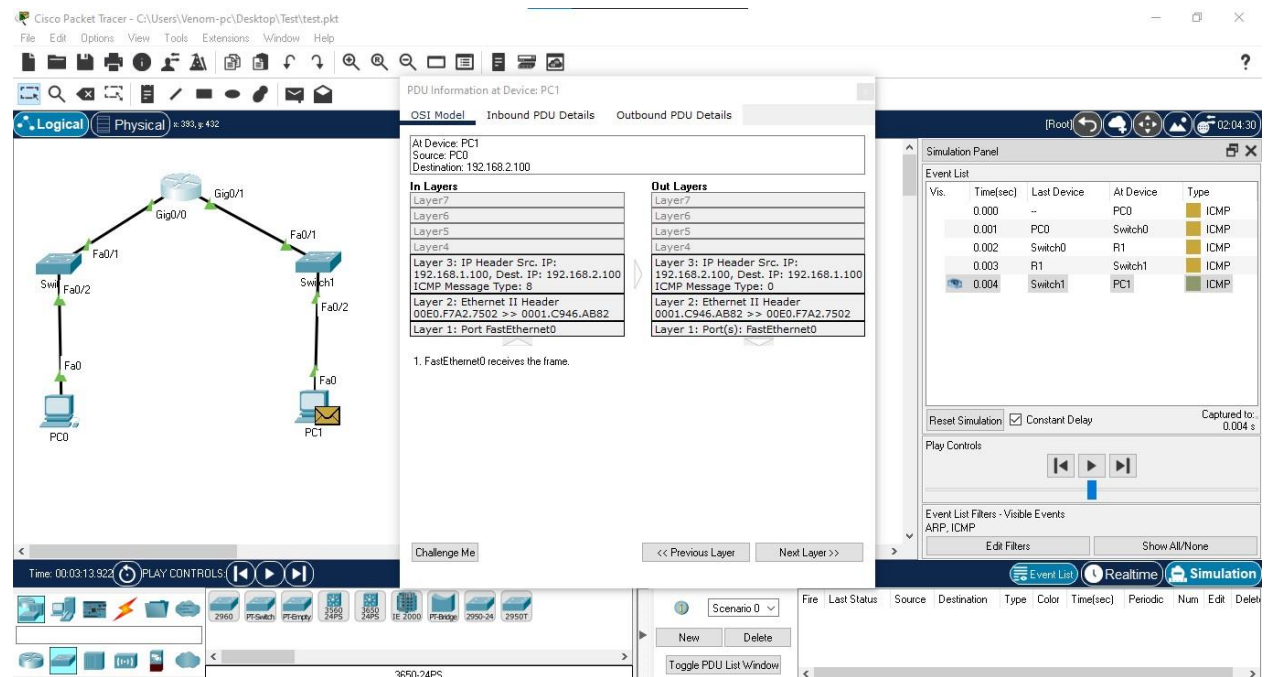 Cisco Packet Tracer - C:\Users\Venom-pc\Desktop\Test\test.pkt
File Edit Options View Tools Extensions Window Help
?
Logical Physical x: 393, y: 432
[Root] 02:04:30
PDU Information at Device: PC1
OSI Model Inbound PDU Details Outbound PDU Details
At Device: PC1
Source: PC0
Destination: 192.168.2.100
In Layers
Layer7
Layer6
Layer5
Layer4
Layer 3: IP Header Src. IP:
192.168.1.100, Dest. IP: 192.168.2.100
ICMP Message Type: 8
Layer 2: Ethernet II Header
00E0.F7A2.7502 >> 0001.C946.AB82
Layer 1: Port FastEthernet0
Out Layers
Layer7
Layer6
Layer5
Layer4
Layer 3: IP Header Src. IP:
192.168.2.100, Dest. IP: 192.168.1.100
ICMP Message Type: 0
Layer 2: Ethernet II Header
0001.C946.AB82 >> 00E0.F7A2.7502
Layer 1: Port(s): FastEthernet0
1. FastEthernet0 receives the frame.
Challenge Me << Previous Layer Next Layer >>
Gig0/1
Gig0/0
Fa0/1
Fa0/1
Fa0/2
Fa0/2
Fa0
Fa0
PC0
PC1
Simulation Panel
Event List
Vis. Time(sec) Last Device At Device Type
0.000 -- PC0 ICMP
0.001 PC0 Switch0 ICMP
0.002 Switch0 R1 ICMP
0.003 R1 Switch1 ICMP
0.004 Switch1 PC1 ICMP
Reset Simulation Constant Delay
Captured to:
0.004 s
Play Controls
Event List Filters - Visible Events
ARP, ICMP
Edit Filters Show All/None
Time: 00:03:13.922 PLAY CONTROLS:
Event List Realtime Simulation
2960 PT-Switch PT-Empty 3560 24PS 3650 24PS IE 2000 PT-Bridge 2950-24 2950T
3650-24PS
Scenario 0
New Delete
Toggle PDU List Window
Fire Last Status Source Destination Type Color Time(sec) Periodic Num Edit